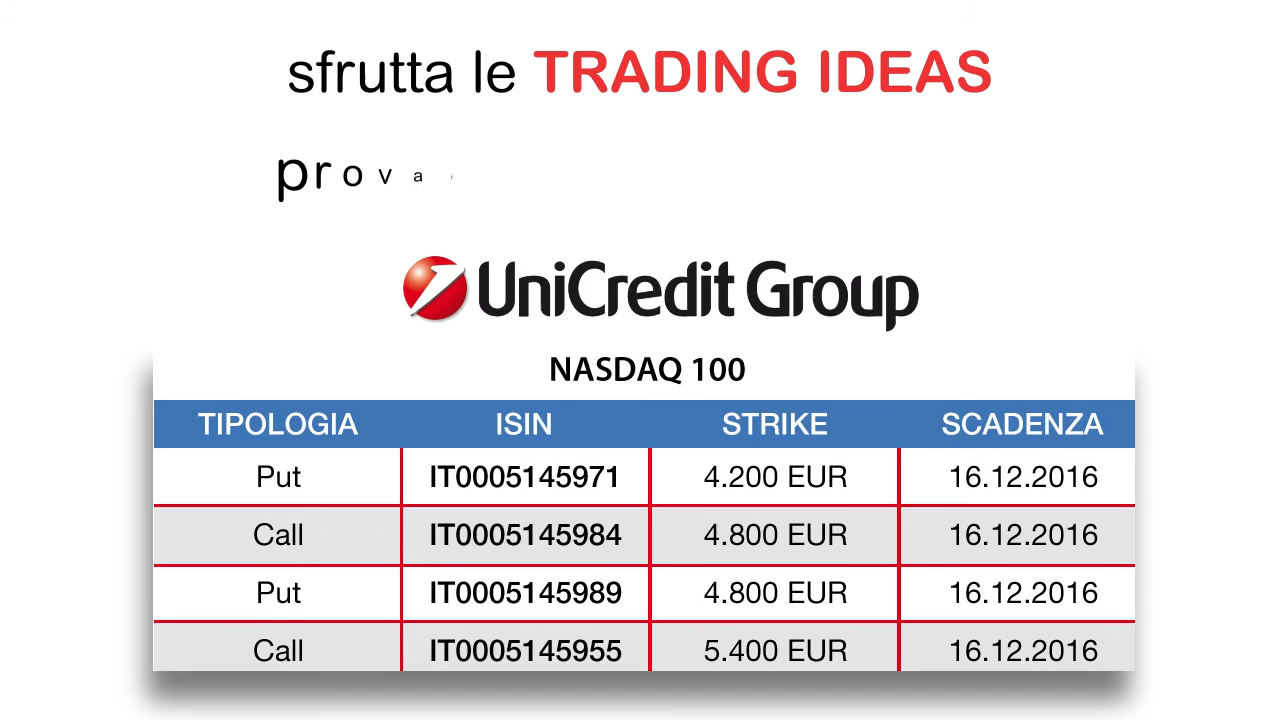 sfrutta le TRADING IDEAS
prova
UniCredit Group
NASDAQ 100
TIPOLOGIA ISIN STRIKE SCADENZA
Put IT0005145971 4.200 EUR 16.12.2016
Call IT0005145984 4.800 EUR 16.12.2016
Put IT0005145989 4.800 EUR 16.12.2016
Call IT0005145955 5.400 EUR 16.12.2016